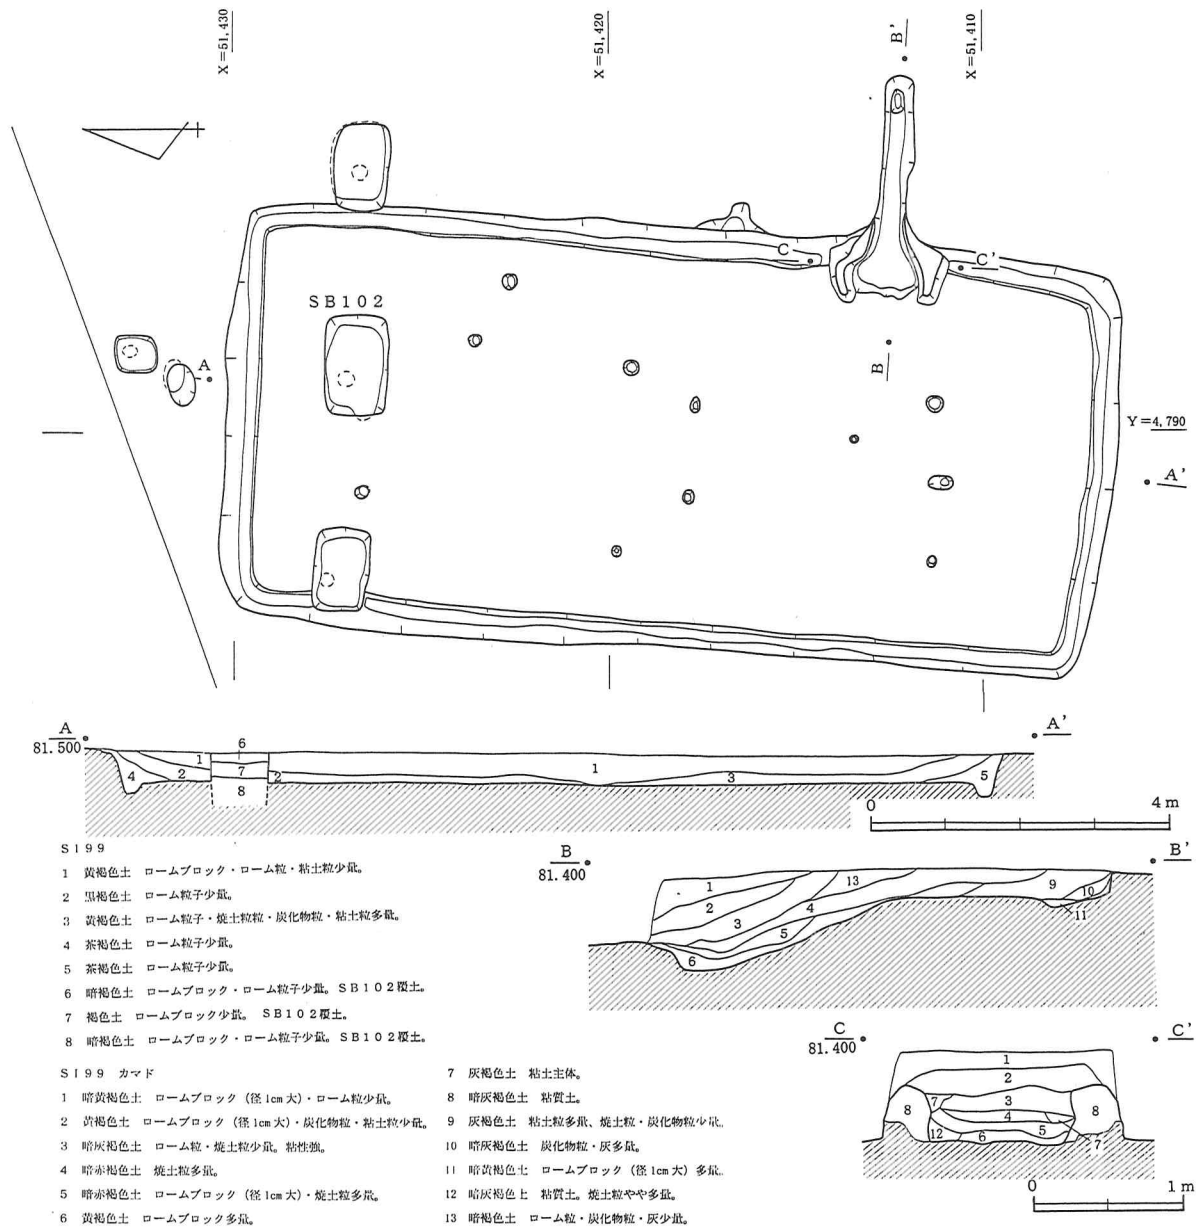 X=51,430
X=51,420
X=51,410
B'
SB102
C
C'
A
B
Y=4,790
A'
A
81.500
A'
6
1
7
1
4
2
2
3
5
8
0
4m
SI99
1 黄褐色土 ロームブロック・ローム粒・粘土粒少量。
2 黒褐色土 ローム粒子少量。
3 黄褐色土 ローム粒子・焼土粒粒・炭化物粒・粘土粒多量。
4 茶褐色土 ローム粒子少量。
5 茶褐色土 ローム粒子少量。
6 暗褐色土 ロームブロック・ローム粒子少量。SB102覆土。
7 褐色土 ロームブロック少量。 SB102覆土。
8 暗褐色土 ロームブロック・ローム粒子少量。SB102覆土。
B
81.400
B'
1
13
9
2
4
10
3
11
5
6
SI99 カマド
1 暗黄褐色土 ロームブロック(径1cm大)・ローム粒少量。
2 黄褐色土 ロームブロック(径1cm大)・炭化物粒・粘土粒少量。
3 暗灰褐色土 ローム粒・焼土粒少量。粘性強。
4 暗赤褐色土 焼土粒多量。
5 暗赤褐色土 ロームブロック(径1cm大)・焼土粒多量。
6 黄褐色土 ロームブロック多量。
7 灰褐色土 粘土主体。
8 暗灰褐色土 粘質土。
9 灰褐色土 粘土粒多量、焼土粒・炭化物粒少量。
10 暗灰褐色土 炭化物粒・灰多量。
11 暗黄褐色土 ロームブロック(径1cm大)多量。
12 暗灰褐色土 粘質土。焼土粒やや多量。
13 暗褐色土 ローム粒・炭化物粒・灰少量。
C
81.400
C'
1
2
7
3
8
4
8
12
6
5
7
0
1m